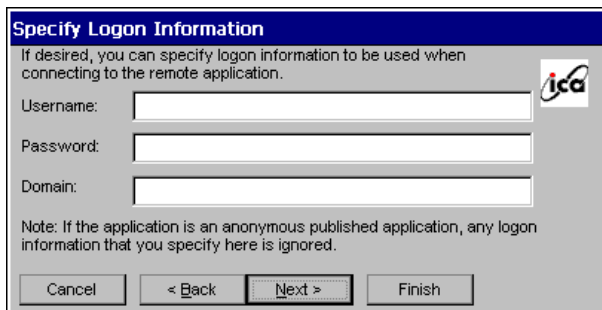 Specify Logon Information
If desired, you can specify logon information to be used when
connecting to the remote application.
ica
Username:
Password:
Domain:
Note: If the application is an anonymous published application, any logon
information that you specify here is ignored.
Cancel < Back Next > Finish